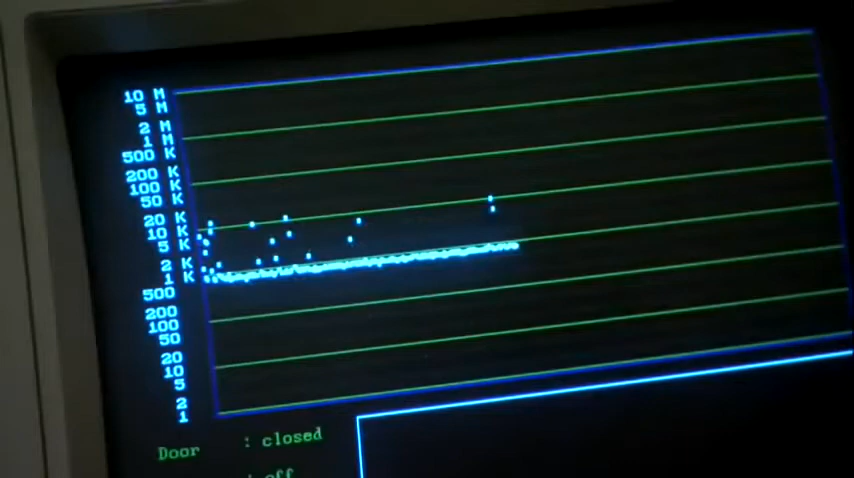 10 M
5 M
2 M
1 M
500 K
200 K
100 K
50 K
20 K
10 K
5 K
2 K
1 K
500
200
100
50
20
10
5
2
1
Door : closed
: off